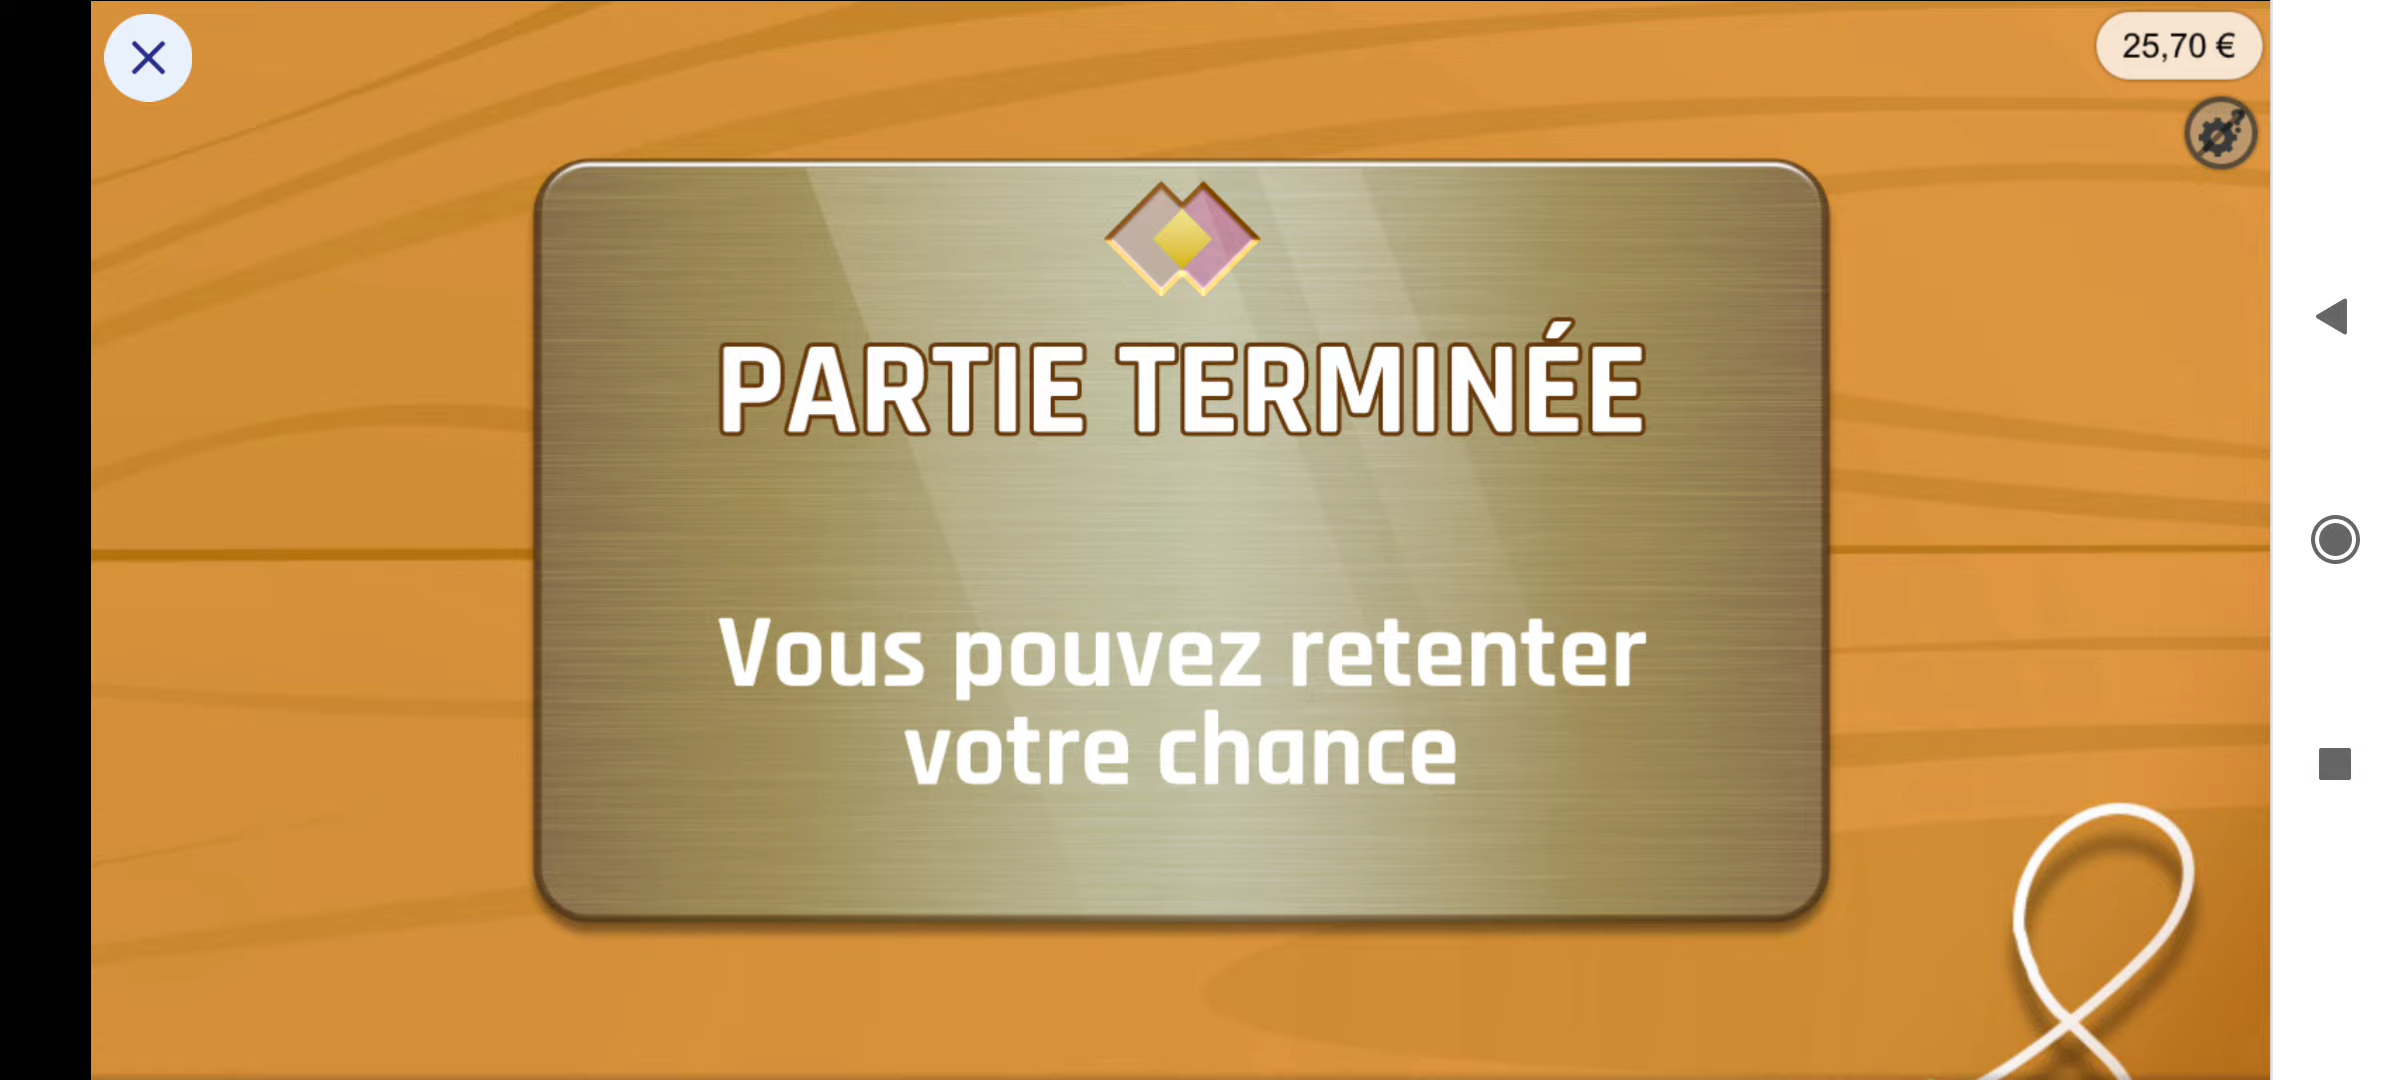 25,70 €
PARTIE TERMINÉE
Vous pouvez retenter
votre chance